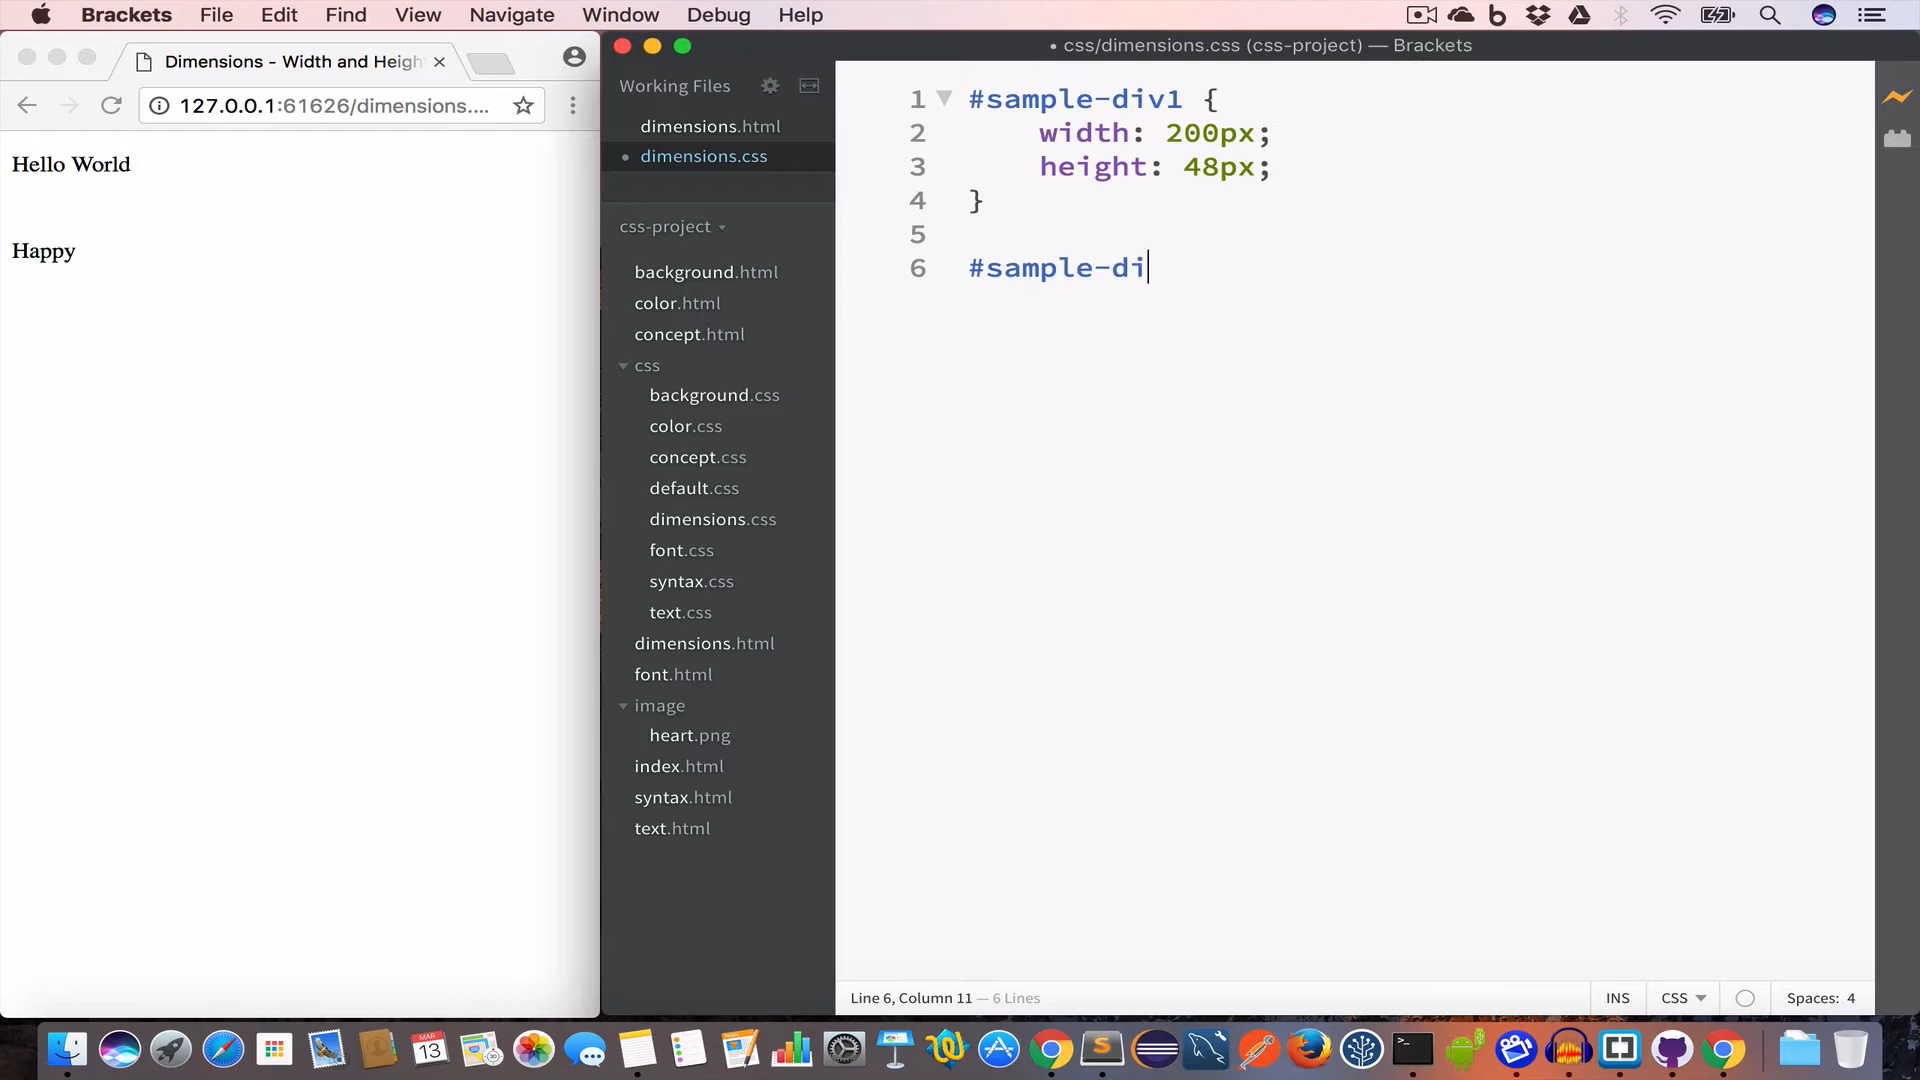 Brackets File Edit Find View Navigate Window Debug Help
Dimensions - Width and Heigh
127.0.0.1:61626/dimensions....
Hello World
Happy
• css/dimensions.css (css-project) — Brackets
Working Files
dimensions.html
dimensions.css
css-project
background.html
color.html
concept.html
css
background.css
color.css
concept.css
default.css
dimensions.css
font.css
syntax.css
text.css
dimensions.html
font.html
image
heart.png
index.html
syntax.html
text.html
1 #sample-div1 {
2 width: 200px;
3 height: 48px;
4 }
5
6 #sample-di
Line 6, Column 11 — 6 Lines
INS CSS Spaces: 4
MAR
13